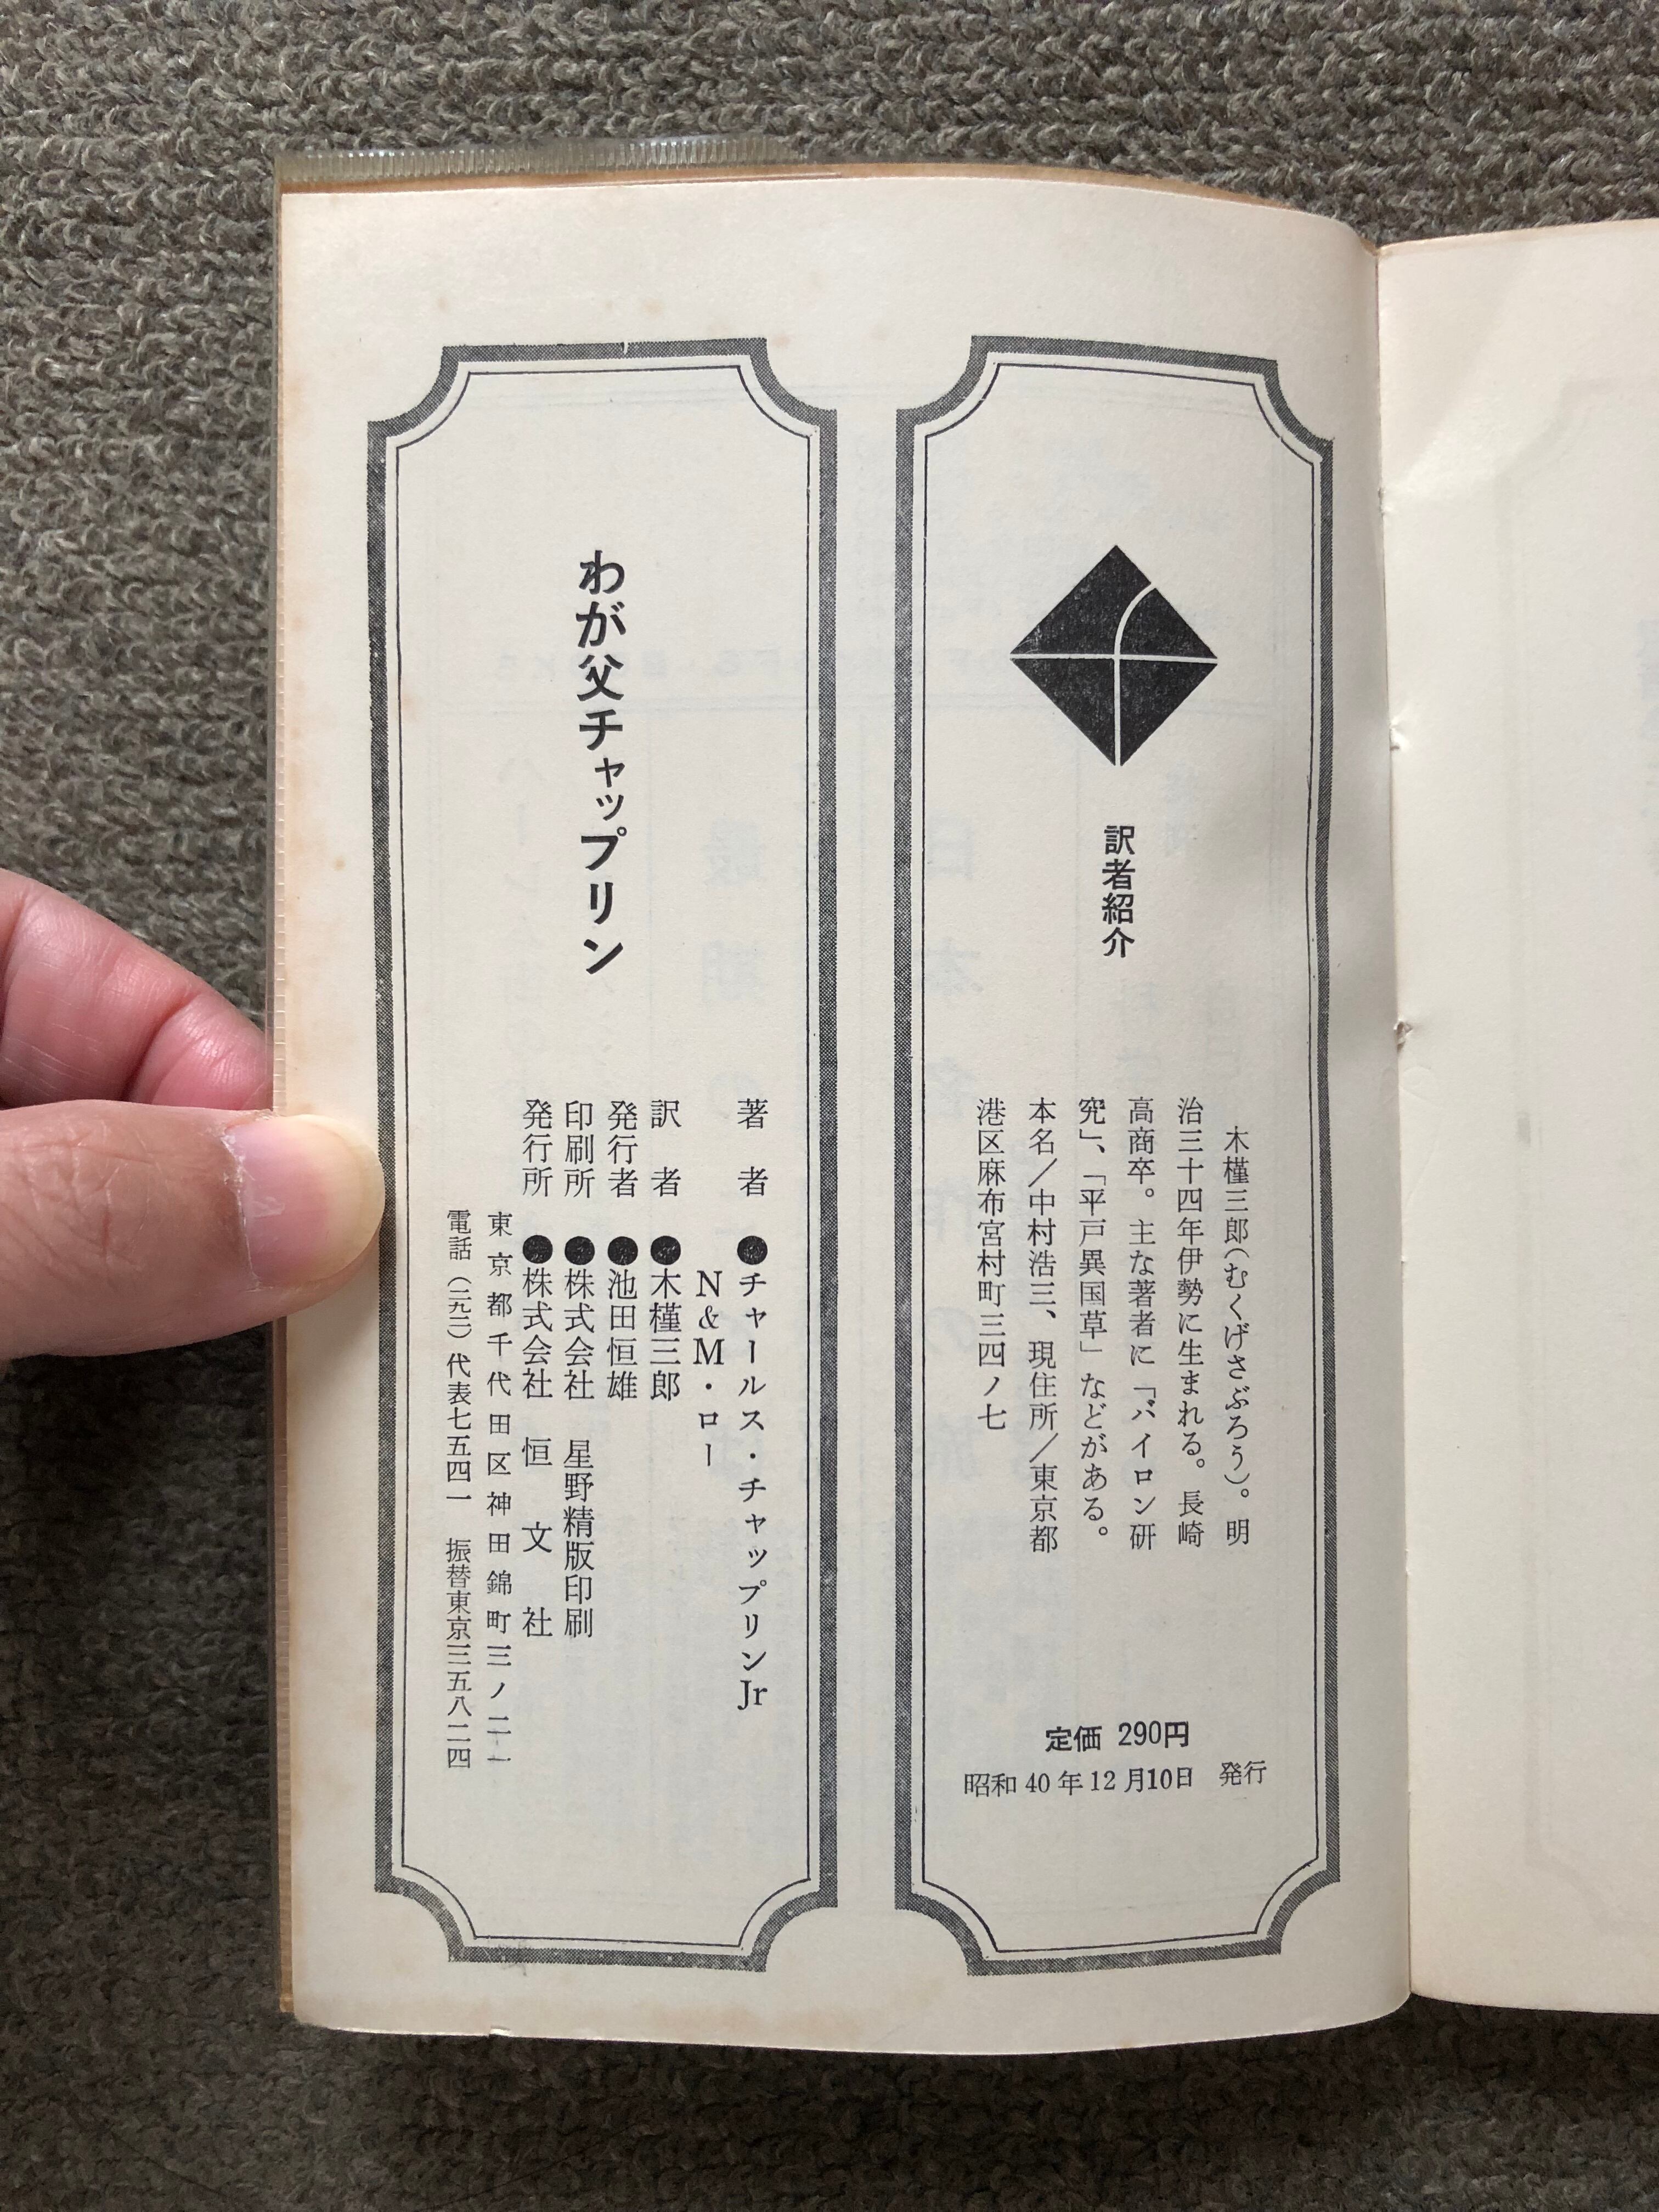 訳者紹介
木槿三郎(むくげさぶろう)。明
治三十四年伊勢に生まれる。長崎
高商卒。主な著者に「バイロン研
究」、「平戸異国草」などがある。
本名/中村浩三、現住所/東京都
港区麻布宮村町三四ノ七
定価 290円
昭和40年12月10日 発行
わが父チャップリン
著者●チャールス・チャップリンJr
N&M・ロー
訳者●木槿三郎
発行者●池田恒雄
印刷所●株式会社 星野精版印刷
発行所●株式会社 恒文社
東京都千代田区神田錦町三ノ二一
電話(二九二)代表七五四一 振替東京三五八二四